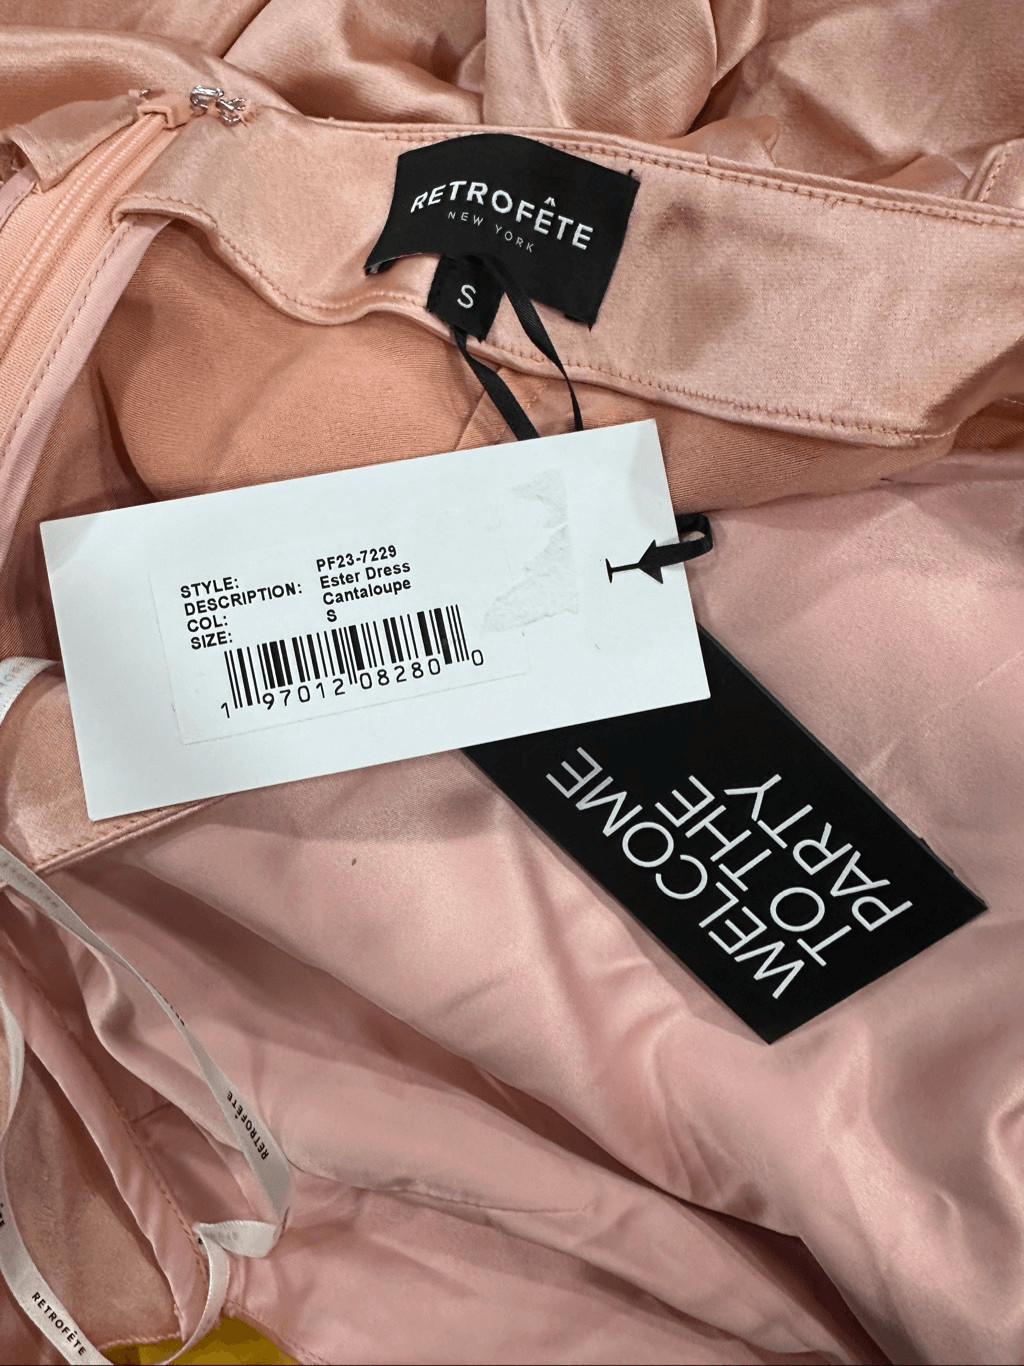 RETROFÊTE
NEW YORK
S
STYLE: PF23-7229
DESCRIPTION: Ester Dress
COL: Cantaloupe
SIZE: S
1 97012 08280 0
WELCOME
TO THE
PARTY
RETROFÊTE
RETROFÊTE